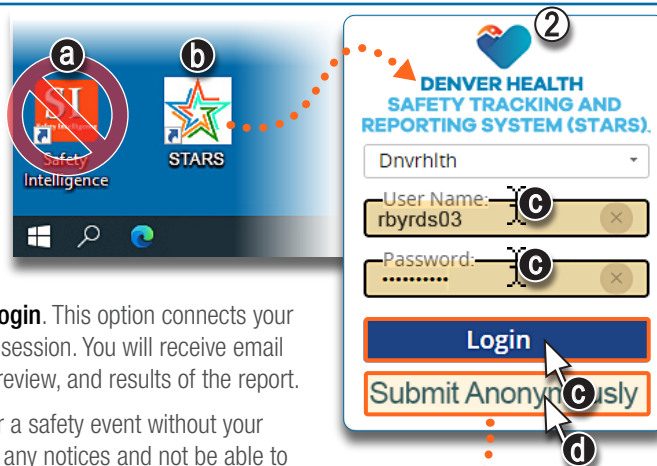 a
b
2
SI
Safety Intelligence
Safety
Intelligence
STARS
DENVER HEALTH
SAFETY TRACKING AND
REPORTING SYSTEM (STARS).
Dnvrhlth
User Name:
rbyrds03
c
Password:
••••••••••
c
Login
c
Submit Anonymously
d
ogin. This option connects your
session. You will receive email
review, and results of the report.
r a safety event without your
any notices and not be able to